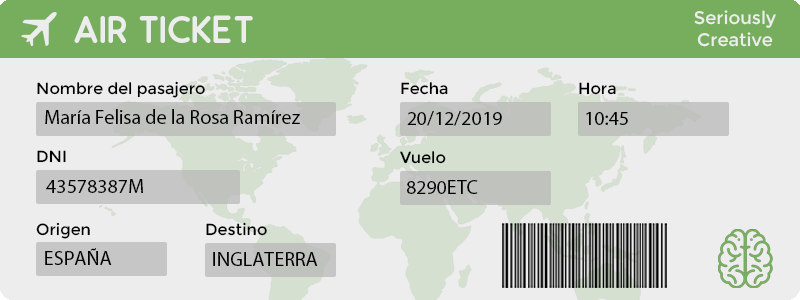 AIR TICKET
Seriously
Creative
Nombre del pasajero
María Felisa de la Rosa Ramírez
Fecha
20/12/2019
Hora
10:45
DNI
43578387M
Vuelo
8290ETC
Origen
ESPAÑA
Destino
INGLATERRA